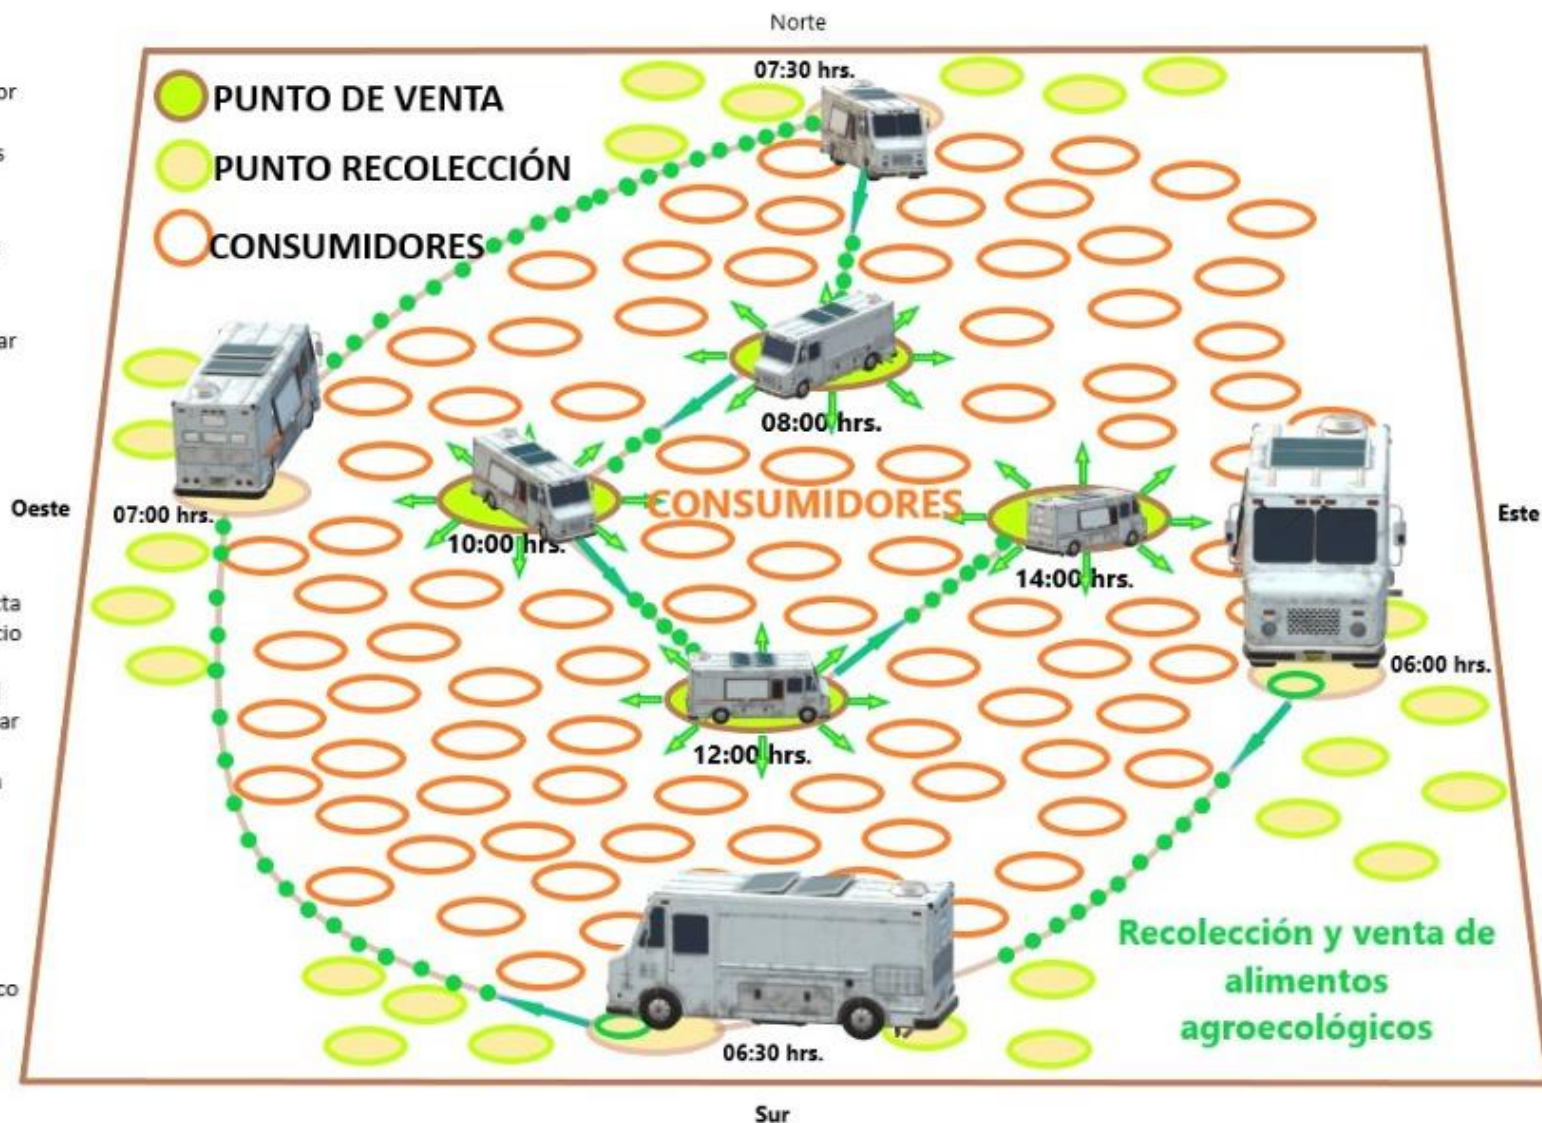 Norte
07:30 hrs.
PUNTO DE VENTA
PUNTO RECOLECCIÓN
CONSUMIDORES
08:00 hrs.
CONSUMIDORES
Oeste
07:00 hrs.
10:00 hrs.
14:00 hrs.
Este
06:00 hrs.
12:00 hrs.
Recolección y venta de
alimentos
agroecológicos
06:30 hrs.
Sur